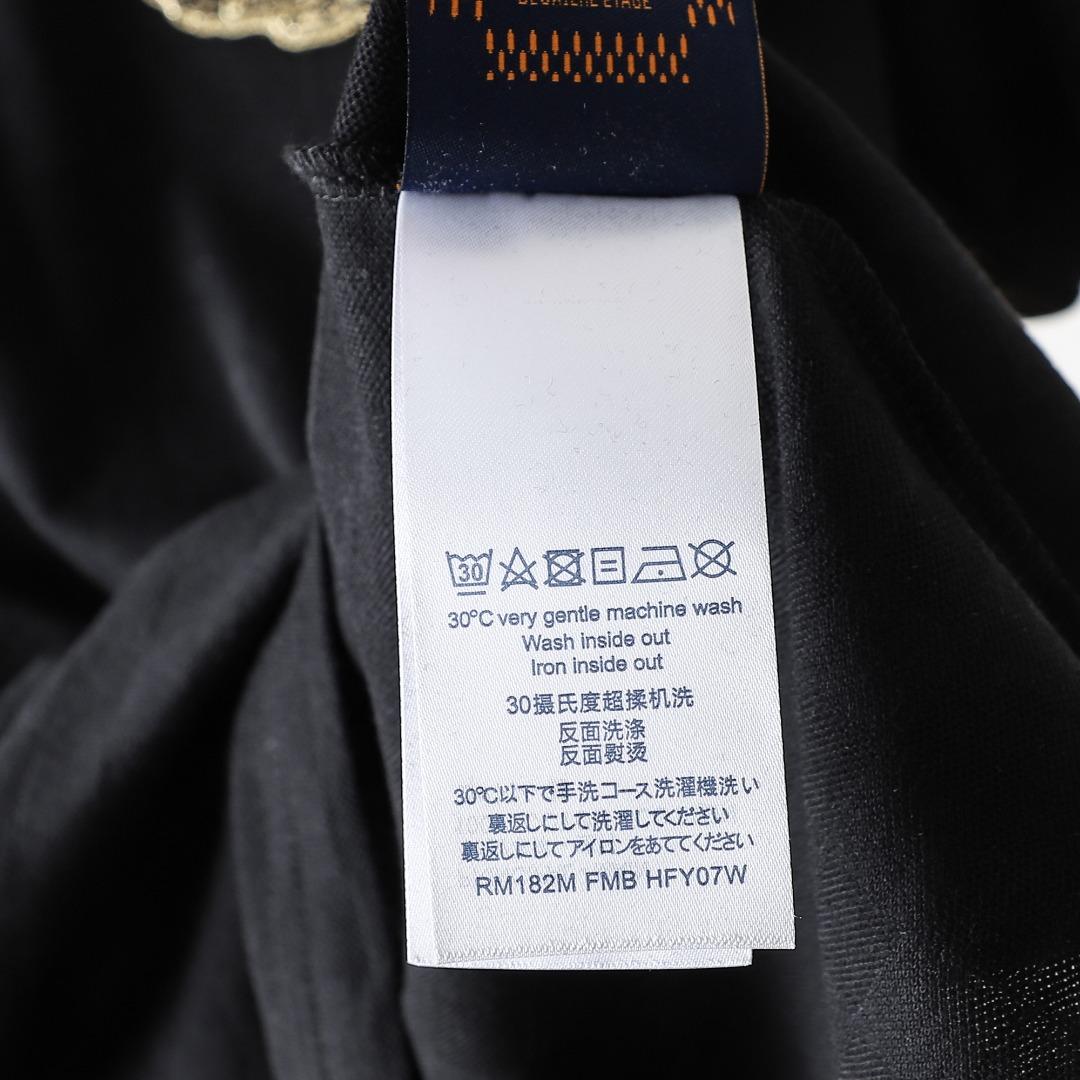 DEUXIEME ETAGE
30
30°C very gentle machine wash
Wash inside out
Iron inside out
30摄氏度超揉机洗
反面洗涤
反面熨烫
30℃以下で手洗コース洗濯機洗い
裏返しにして洗濯してください
裏返しにしてアイロンをあててください
RM182M FMB HFY07W